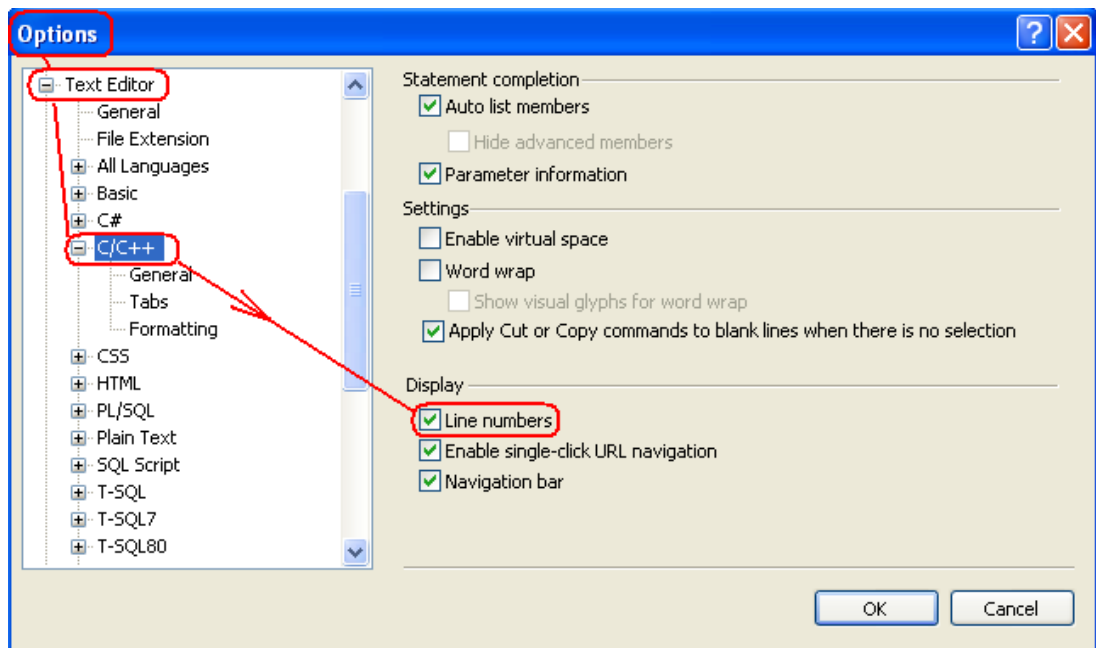 Options
Text Editor
General
File Extension
All Languages
Basic
C#
C/C++
General
Tabs
Formatting
CSS
HTML
PL/SQL
Plain Text
SQL Script
T-SQL
T-SQL7
T-SQL80
Statement completion
Auto list members
Hide advanced members
Parameter information
Settings
Enable virtual space
Word wrap
Show visual glyphs for word wrap
Apply Cut or Copy commands to blank lines when there is no selection
Display
Line numbers
Enable single-click URL navigation
Navigation bar
OK
Cancel